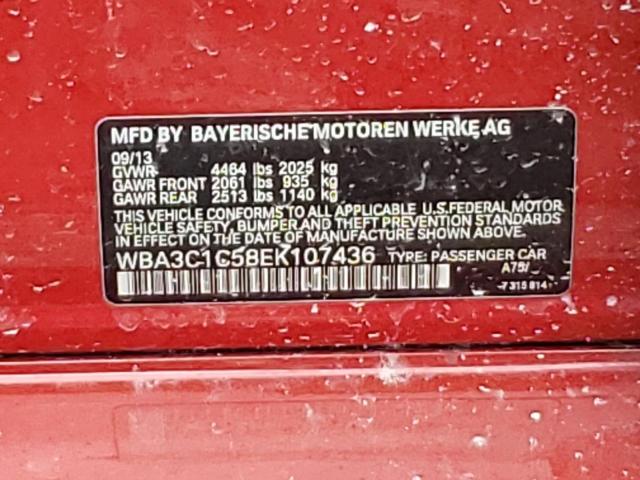 MFD BY BAYERISCHE MOTOREN WERKE AG
09/13
GVWR 4464 lbs 2025 kg
GAWR FRONT 2061 lbs 935 kg
GAWR REAR 2513 lbs 1140 kg
THIS VEHICLE CONFORMS TO ALL APPLICABLE U.S.FEDERAL MOTOR
VEHICLE SAFETY, BUMPER, AND THEFT PREVENTION STANDARDS
IN EFFECT ON THE DATE OF MANUFACTURE SHOWN ABOVE.
WBA3C1C58EK107436 TYPE: PASSENGER CAR
A75/
7 315 814